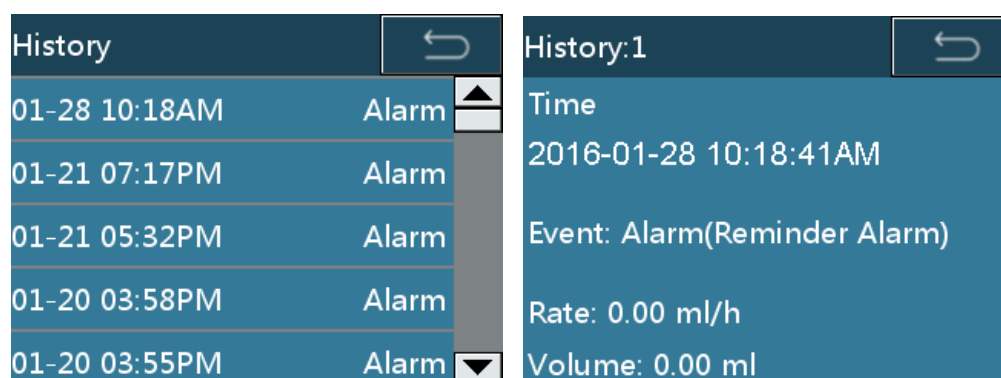 History
01-28 10:18AM Alarm
01-21 07:17PM Alarm
01-21 05:32PM Alarm
01-20 03:58PM Alarm
01-20 03:55PM Alarm
History:1
Time
2016-01-28 10:18:41AM
Event: Alarm(Reminder Alarm)
Rate: 0.00 ml/h
Volume: 0.00 ml